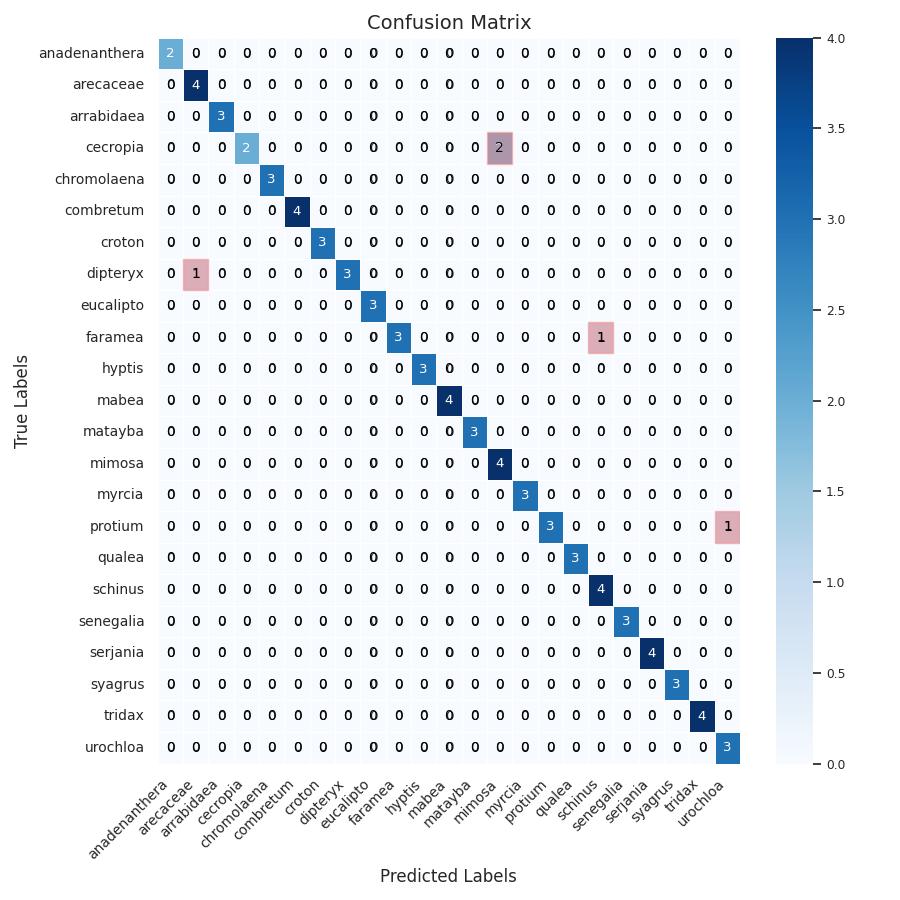 Confusion Matrix
anadenanthera 2 0 0 0 0 0 0 0 0 0 0 0 0 0 0 0 0 0 0 0 0 0 0
arecaceae 0 4 0 0 0 0 0 0 0 0 0 0 0 0 0 0 0 0 0 0 0 0 0
arrabidaea 0 0 3 0 0 0 0 0 0 0 0 0 0 0 0 0 0 0 0 0 0 0 0
cecropia 0 0 0 2 0 0 0 0 0 0 0 0 0 2 0 0 0 0 0 0 0 0 0
chromolaena 0 0 0 0 3 0 0 0 0 0 0 0 0 0 0 0 0 0 0 0 0 0 0
combretum 0 0 0 0 0 4 0 0 0 0 0 0 0 0 0 0 0 0 0 0 0 0 0
croton 0 0 0 0 0 0 3 0 0 0 0 0 0 0 0 0 0 0 0 0 0 0 0
dipteryx 0 1 0 0 0 0 0 3 0 0 0 0 0 0 0 0 0 0 0 0 0 0 0
eucalipto 0 0 0 0 0 0 0 0 3 0 0 0 0 0 0 0 0 0 0 0 0 0 0
faramea 0 0 0 0 0 0 0 0 0 3 0 0 0 0 0 0 0 1 0 0 0 0 0
hyptis 0 0 0 0 0 0 0 0 0 0 3 0 0 0 0 0 0 0 0 0 0 0 0
mabea 0 0 0 0 0 0 0 0 0 0 0 4 0 0 0 0 0 0 0 0 0 0 0
matayba 0 0 0 0 0 0 0 0 0 0 0 0 3 0 0 0 0 0 0 0 0 0 0
mimosa 0 0 0 0 0 0 0 0 0 0 0 0 0 4 0 0 0 0 0 0 0 0 0
myrcia 0 0 0 0 0 0 0 0 0 0 0 0 0 0 3 0 0 0 0 0 0 0 0
protium 0 0 0 0 0 0 0 0 0 0 0 0 0 0 0 3 0 0 0 0 0 0 1
qualea 0 0 0 0 0 0 0 0 0 0 0 0 0 0 0 0 3 0 0 0 0 0 0
schinus 0 0 0 0 0 0 0 0 0 0 0 0 0 0 0 0 0 4 0 0 0 0 0
senegalia 0 0 0 0 0 0 0 0 0 0 0 0 0 0 0 0 0 0 3 0 0 0 0
serjania 0 0 0 0 0 0 0 0 0 0 0 0 0 0 0 0 0 0 0 4 0 0 0
syagrus 0 0 0 0 0 0 0 0 0 0 0 0 0 0 0 0 0 0 0 0 3 0 0
tridax 0 0 0 0 0 0 0 0 0 0 0 0 0 0 0 0 0 0 0 0 0 4 0
urochloa 0 0 0 0 0 0 0 0 0 0 0 0 0 0 0 0 0 0 0 0 0 0 3
True Labels
anadenanthera
arecaceae
arrabidaea
cecropia
chromolaena
combretum
croton
dipteryx
eucalipto
faramea
hyptis
mabea
matayba
mimosa
myrcia
protium
qualea
schinus
senegalia
serjania
syagrus
tridax
urochloa
Predicted Labels
4.0
3.5
3.0
2.5
2.0
1.5
1.0
0.5
0.0